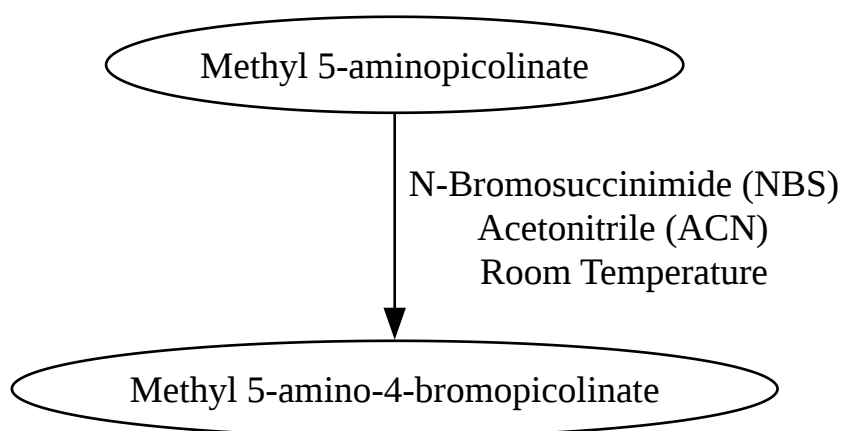 Methyl 5-aminopicolinate
N-Bromosuccinimide (NBS)
Acetonitrile (ACN)
Room Temperature
Methyl 5-amino-4-bromopicolinate